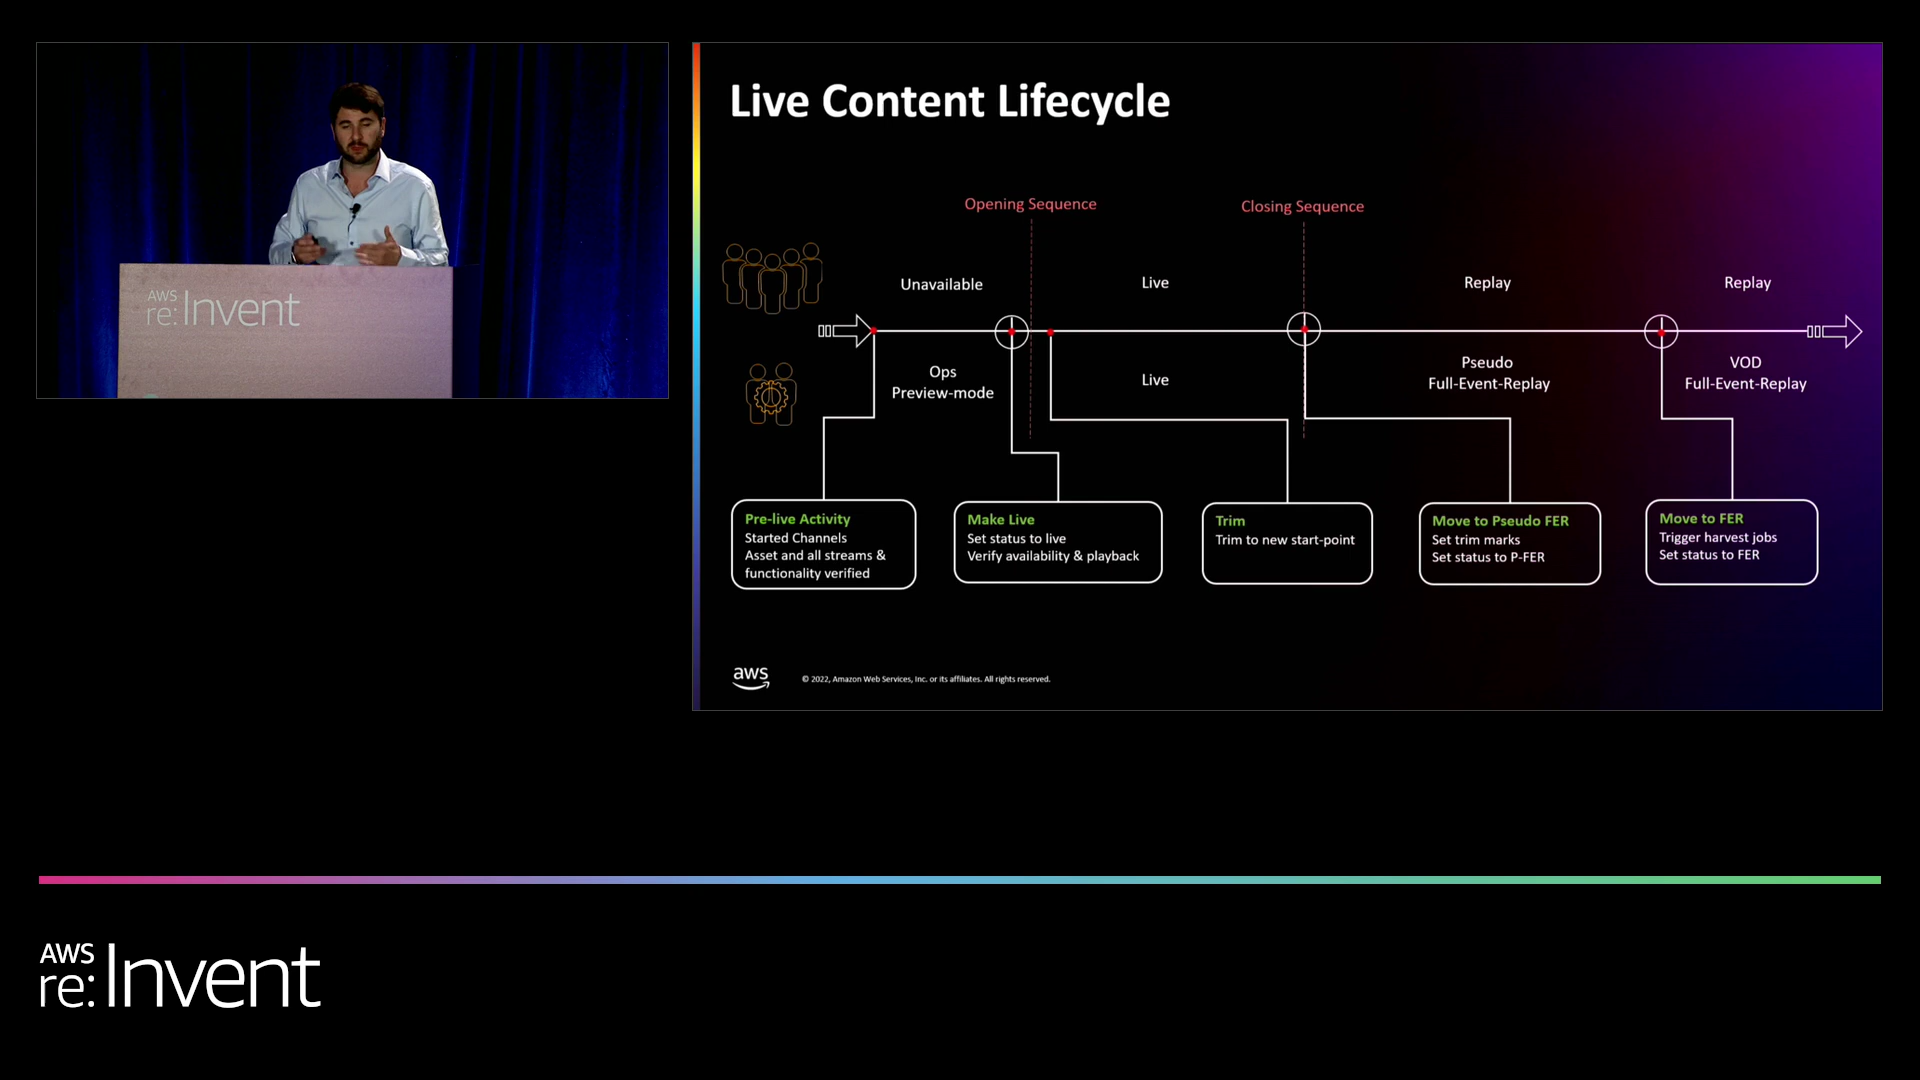 AWS
re:Invent
Live Content Lifecycle
Opening Sequence
Closing Sequence
Unavailable
Live
Replay
Replay
Ops
Preview-mode
Live
Pseudo
Full-Event-Replay
VOD
Full-Event-Replay
Pre-live Activity
Started Channels
Asset and all streams &
functionality verified
Make Live
Set status to live
Verify availability & playback
Trim
Trim to new start-point
Move to Pseudo FER
Set trim marks
Set status to P-FER
Move to FER
Trigger harvest jobs
Set status to FER
aws
© 2022, Amazon Web Services, Inc. or its affiliates. All rights reserved.
AWS
re:Invent